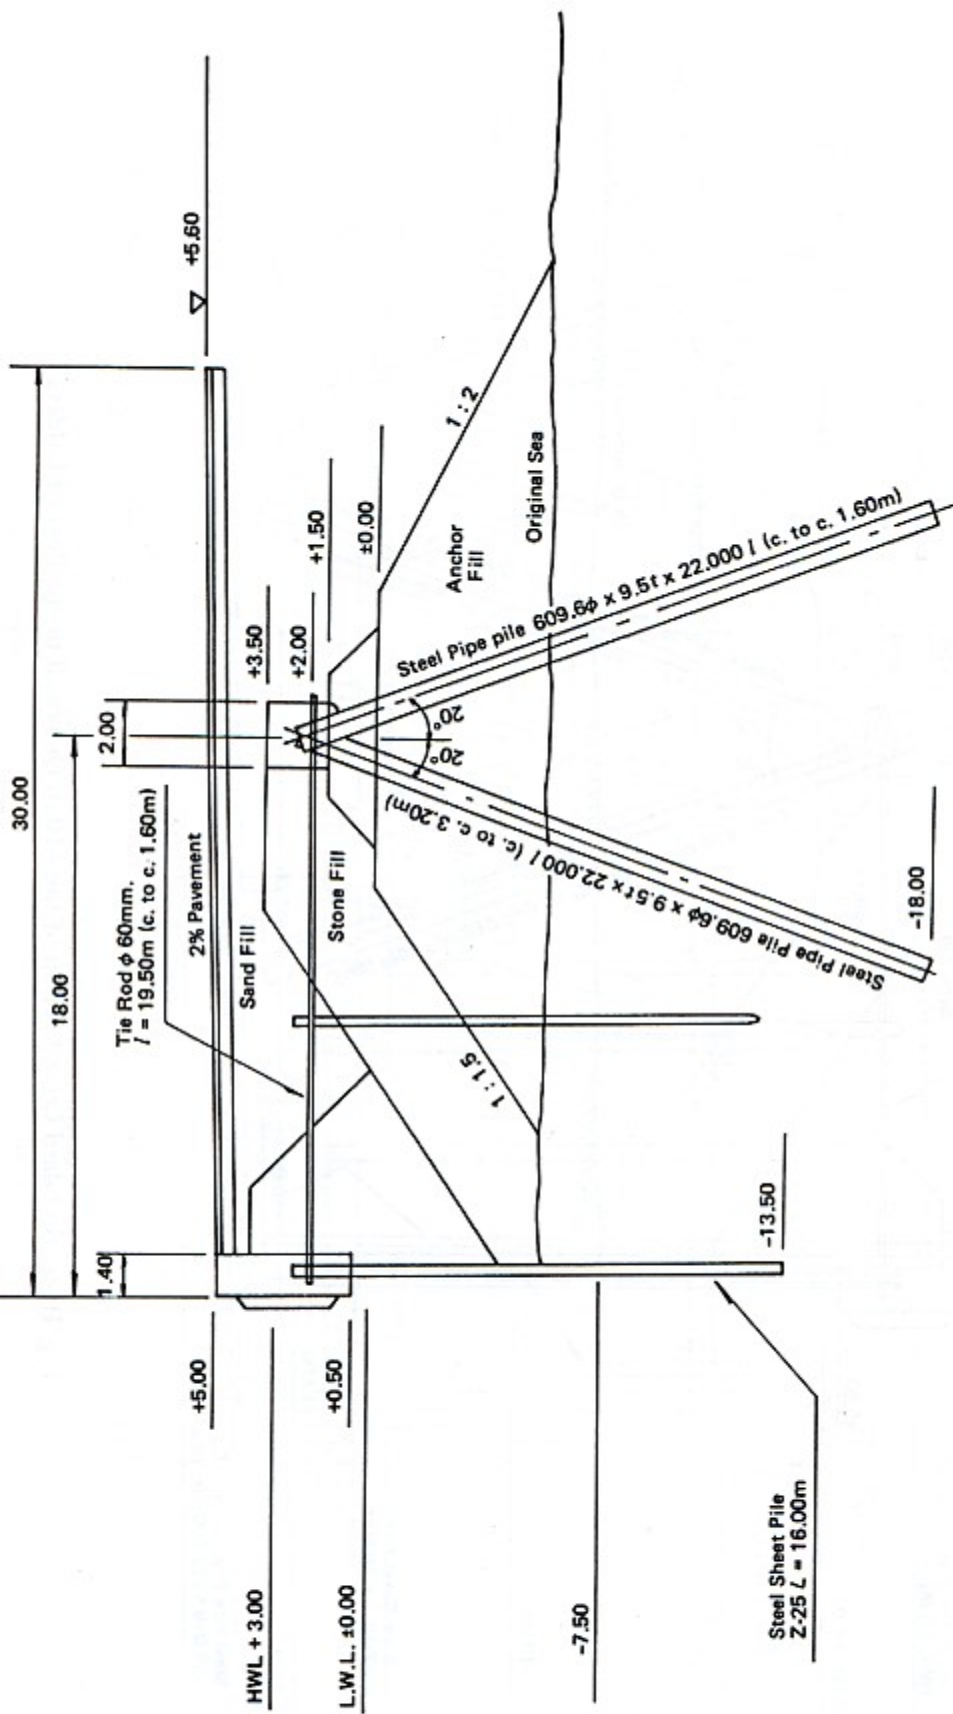 30.00
18.00
2.00
1.40
+5.60
Tie Rod ϕ 60mm.
l = 19.50m (c. to c. 1.60m)
2% Pavement
Sand Fill
Stone Fill
+3.50
+2.00
+1.50
±0.00
1 : 2
Anchor
Fill
Original Sea
20°
20°
Steel Pipe pile 609.6ϕ x 9.5t x 22.000 l (c. to c. 1.60m)
Steel Pipe Pile 609.6ϕ x 9.5t x 22.000 l (c. to c. 3.20m)
1 : 1.5
-18.00
-13.50
+5.00
+0.50
HWL + 3.00
L.W.L. ±0.00
-7.50
Steel Sheet Pile
Z-25 L = 16.00m